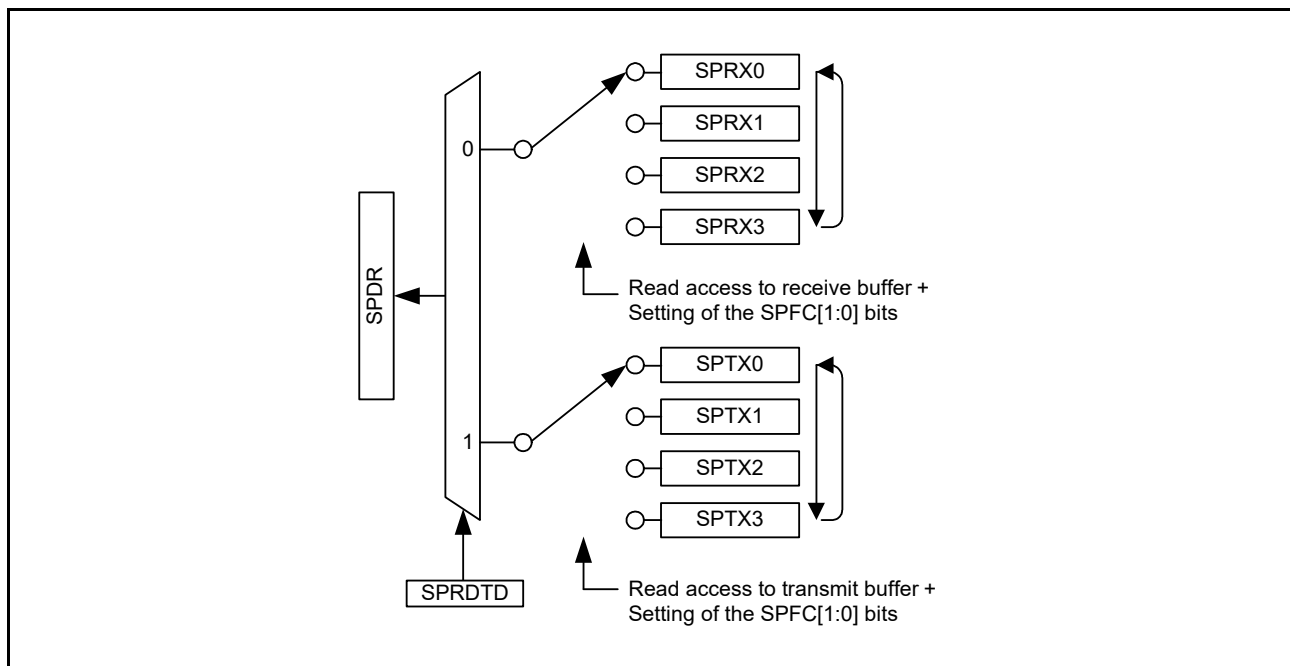 SPRX0
SPRX1
0
SPRX2
SPRX3
SPDR
Read access to receive buffer +
Setting of the SPFC[1:0] bits
SPTX0
SPTX1
1
SPTX2
SPTX3
SPRDTD
Read access to transmit buffer +
Setting of the SPFC[1:0] bits